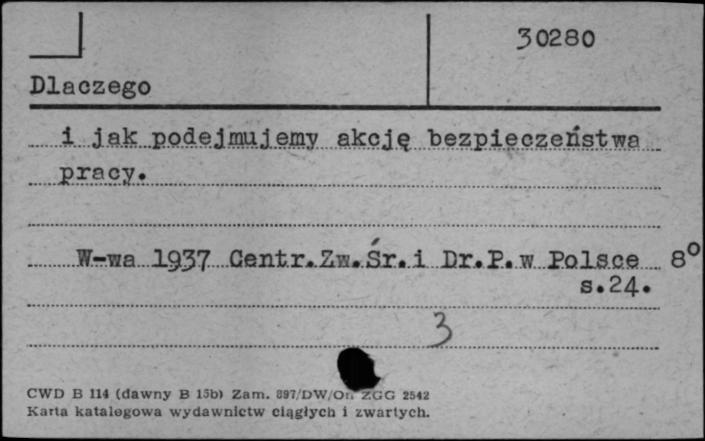 30280
Dlaczego
i jak podejmujemy akcję bezpieczeństwa
pracy.
W-wa 1937 Centr.Zw.Śr.i Dr.P.w Polsce 8°
s.24.
3
CWD B 114 (dawny B 15b) Zam. 897/DW/On ZGG 2542
Karta katalogowa wydawnictw ciągłych i zwartych.